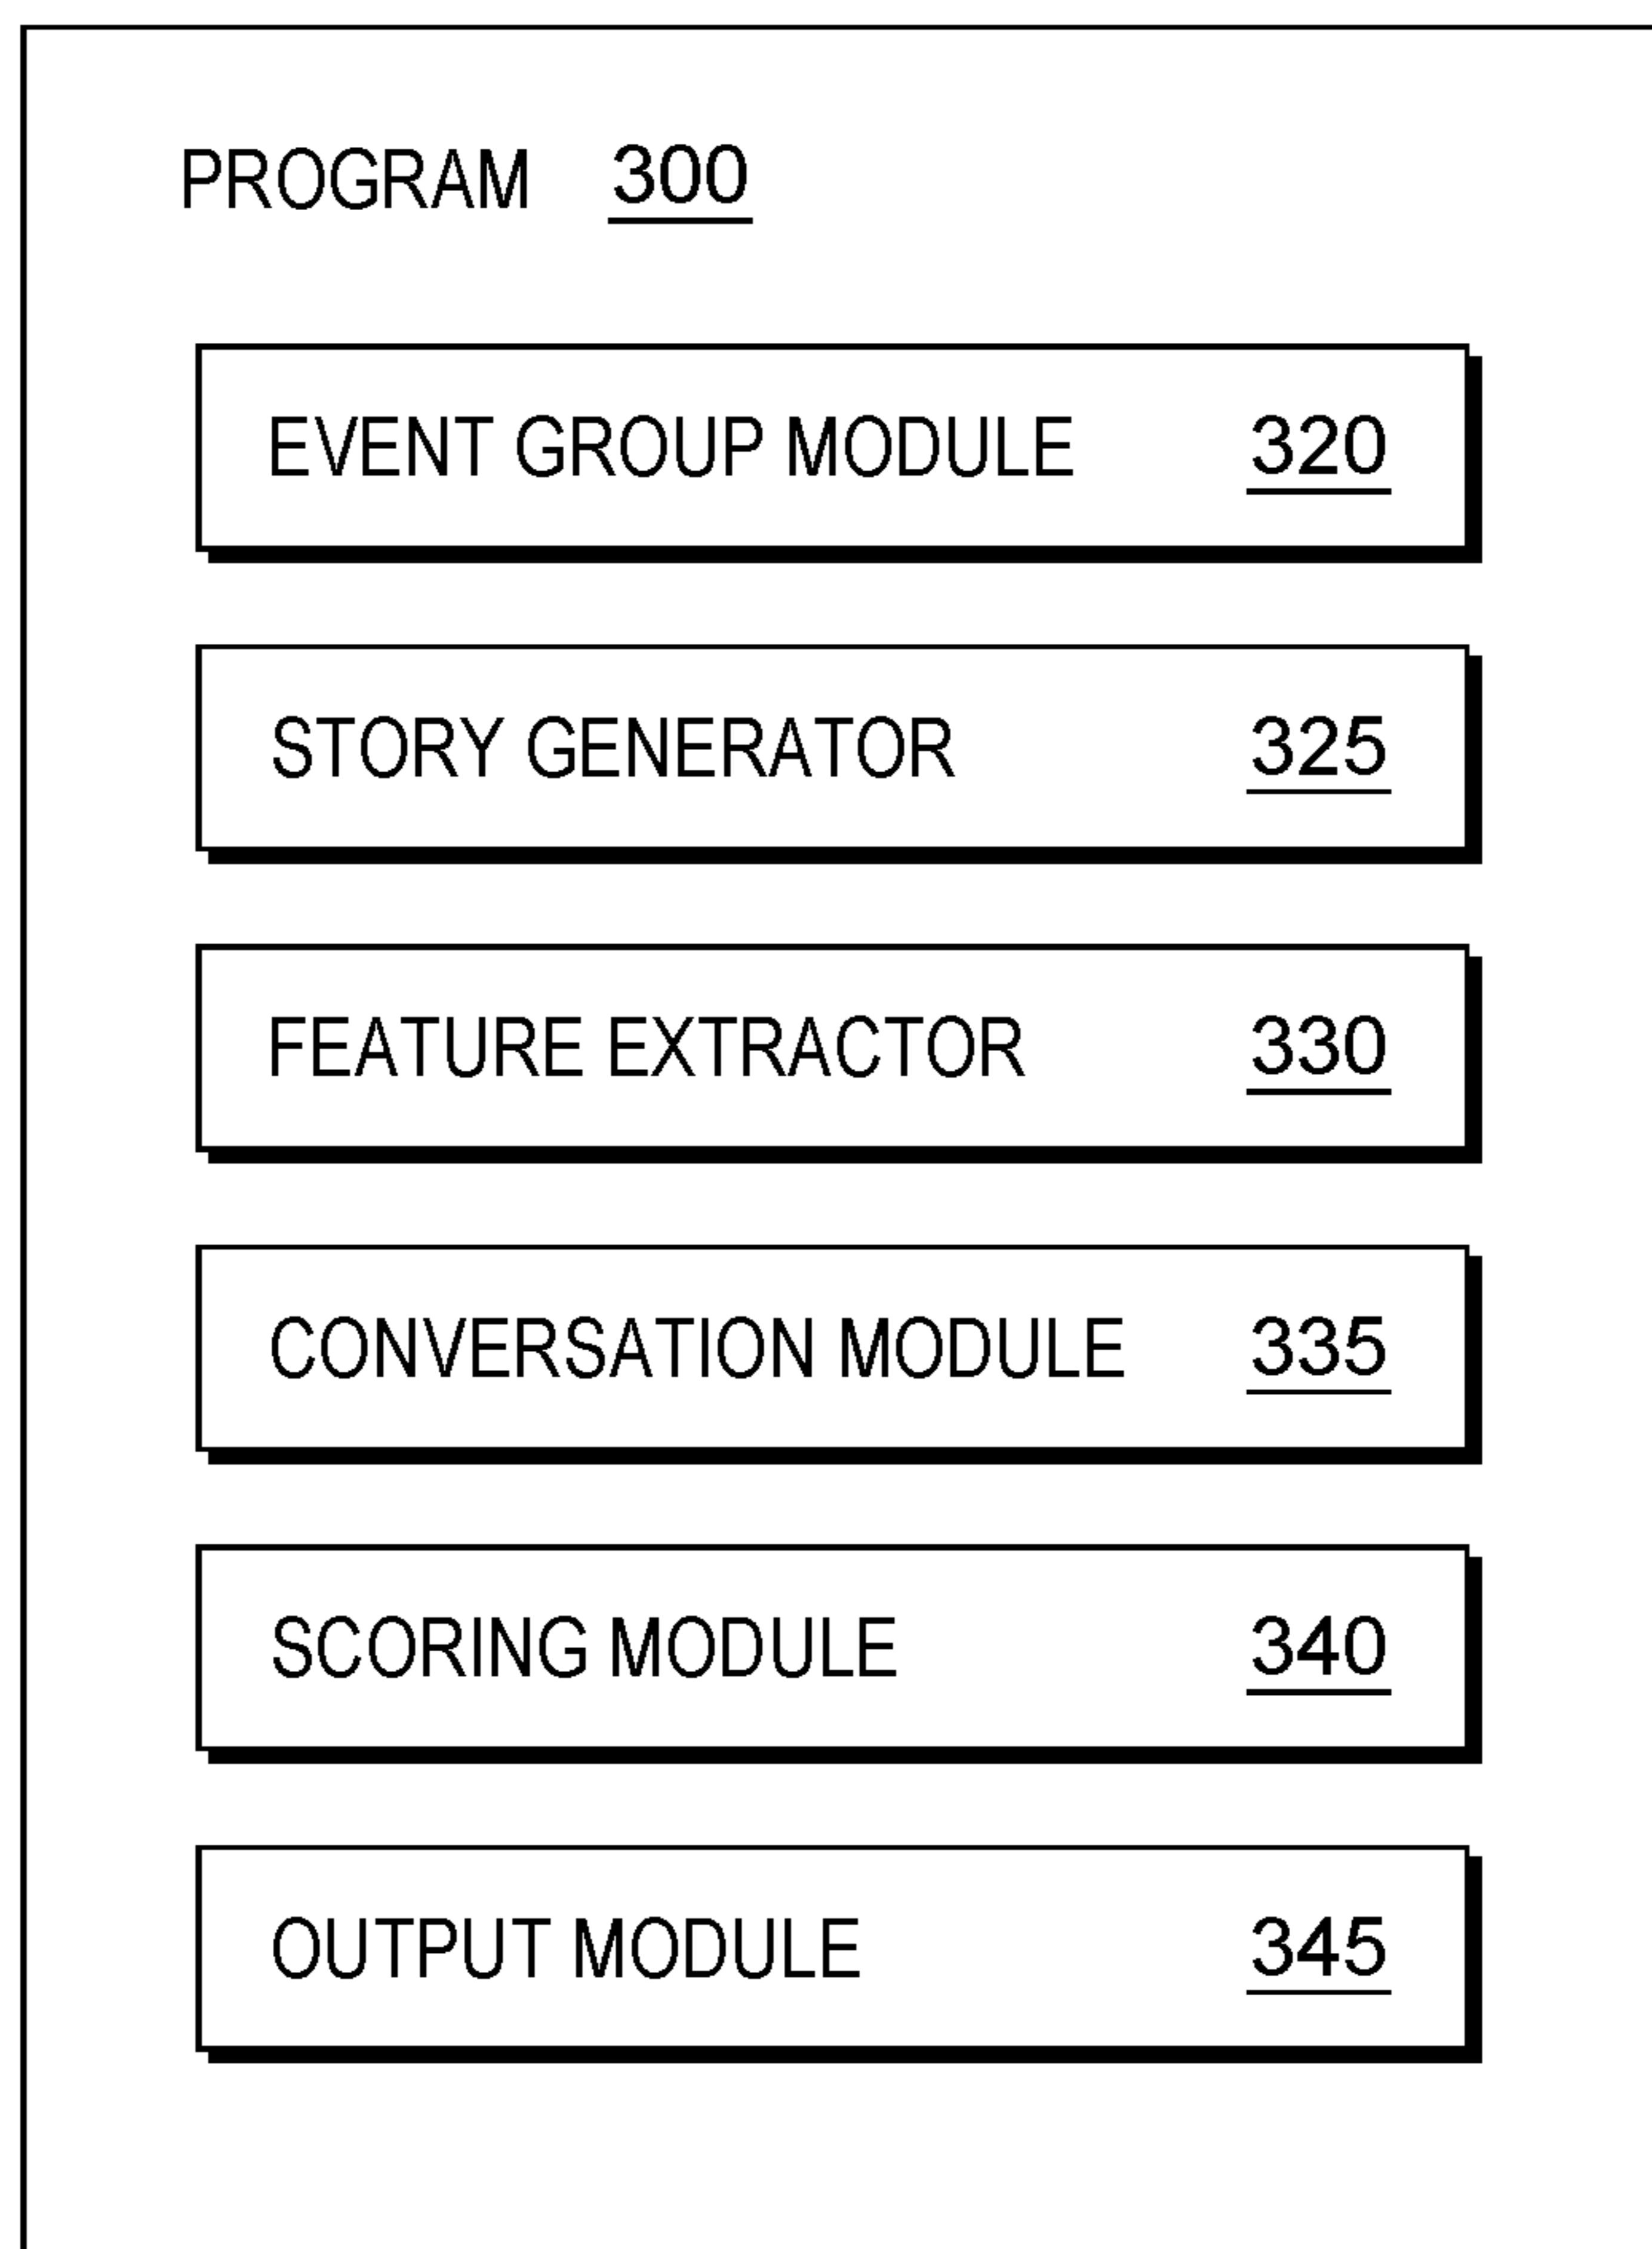 PROGRAM 300
EVENT GROUP MODULE 320
STORY GENERATOR 325
FEATURE EXTRACTOR 330
CONVERSATION MODULE 335
SCORING MODULE 340
OUTPUT MODULE 345